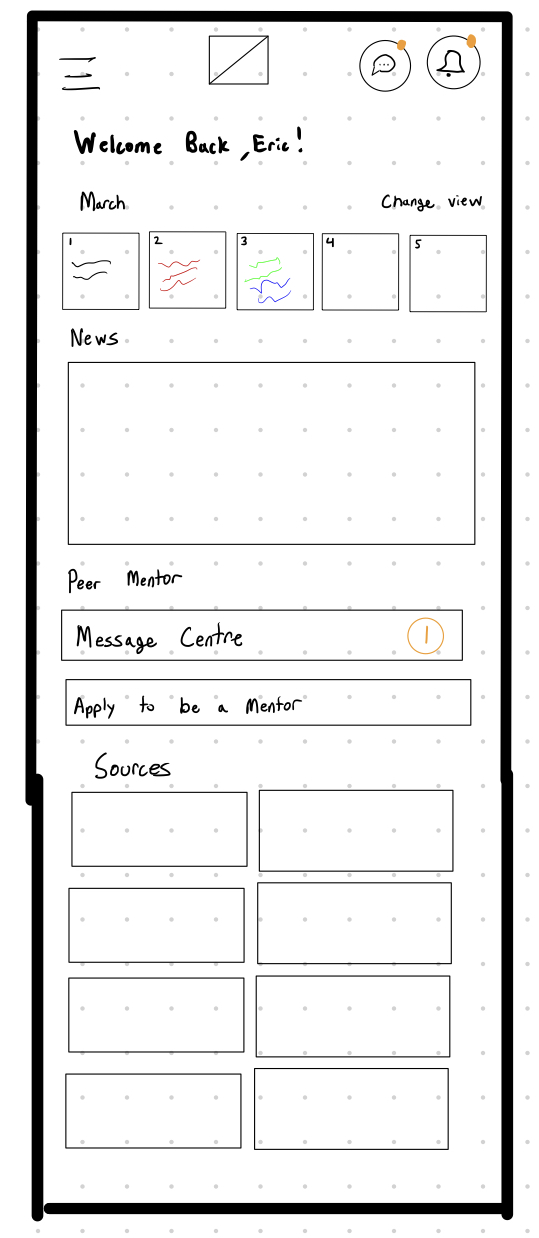 Welcome Back, Eric!
March Change view
1 2 3 4 5
News
Peer Mentor
Message Centre 1
Apply to be a Mentor
Sources